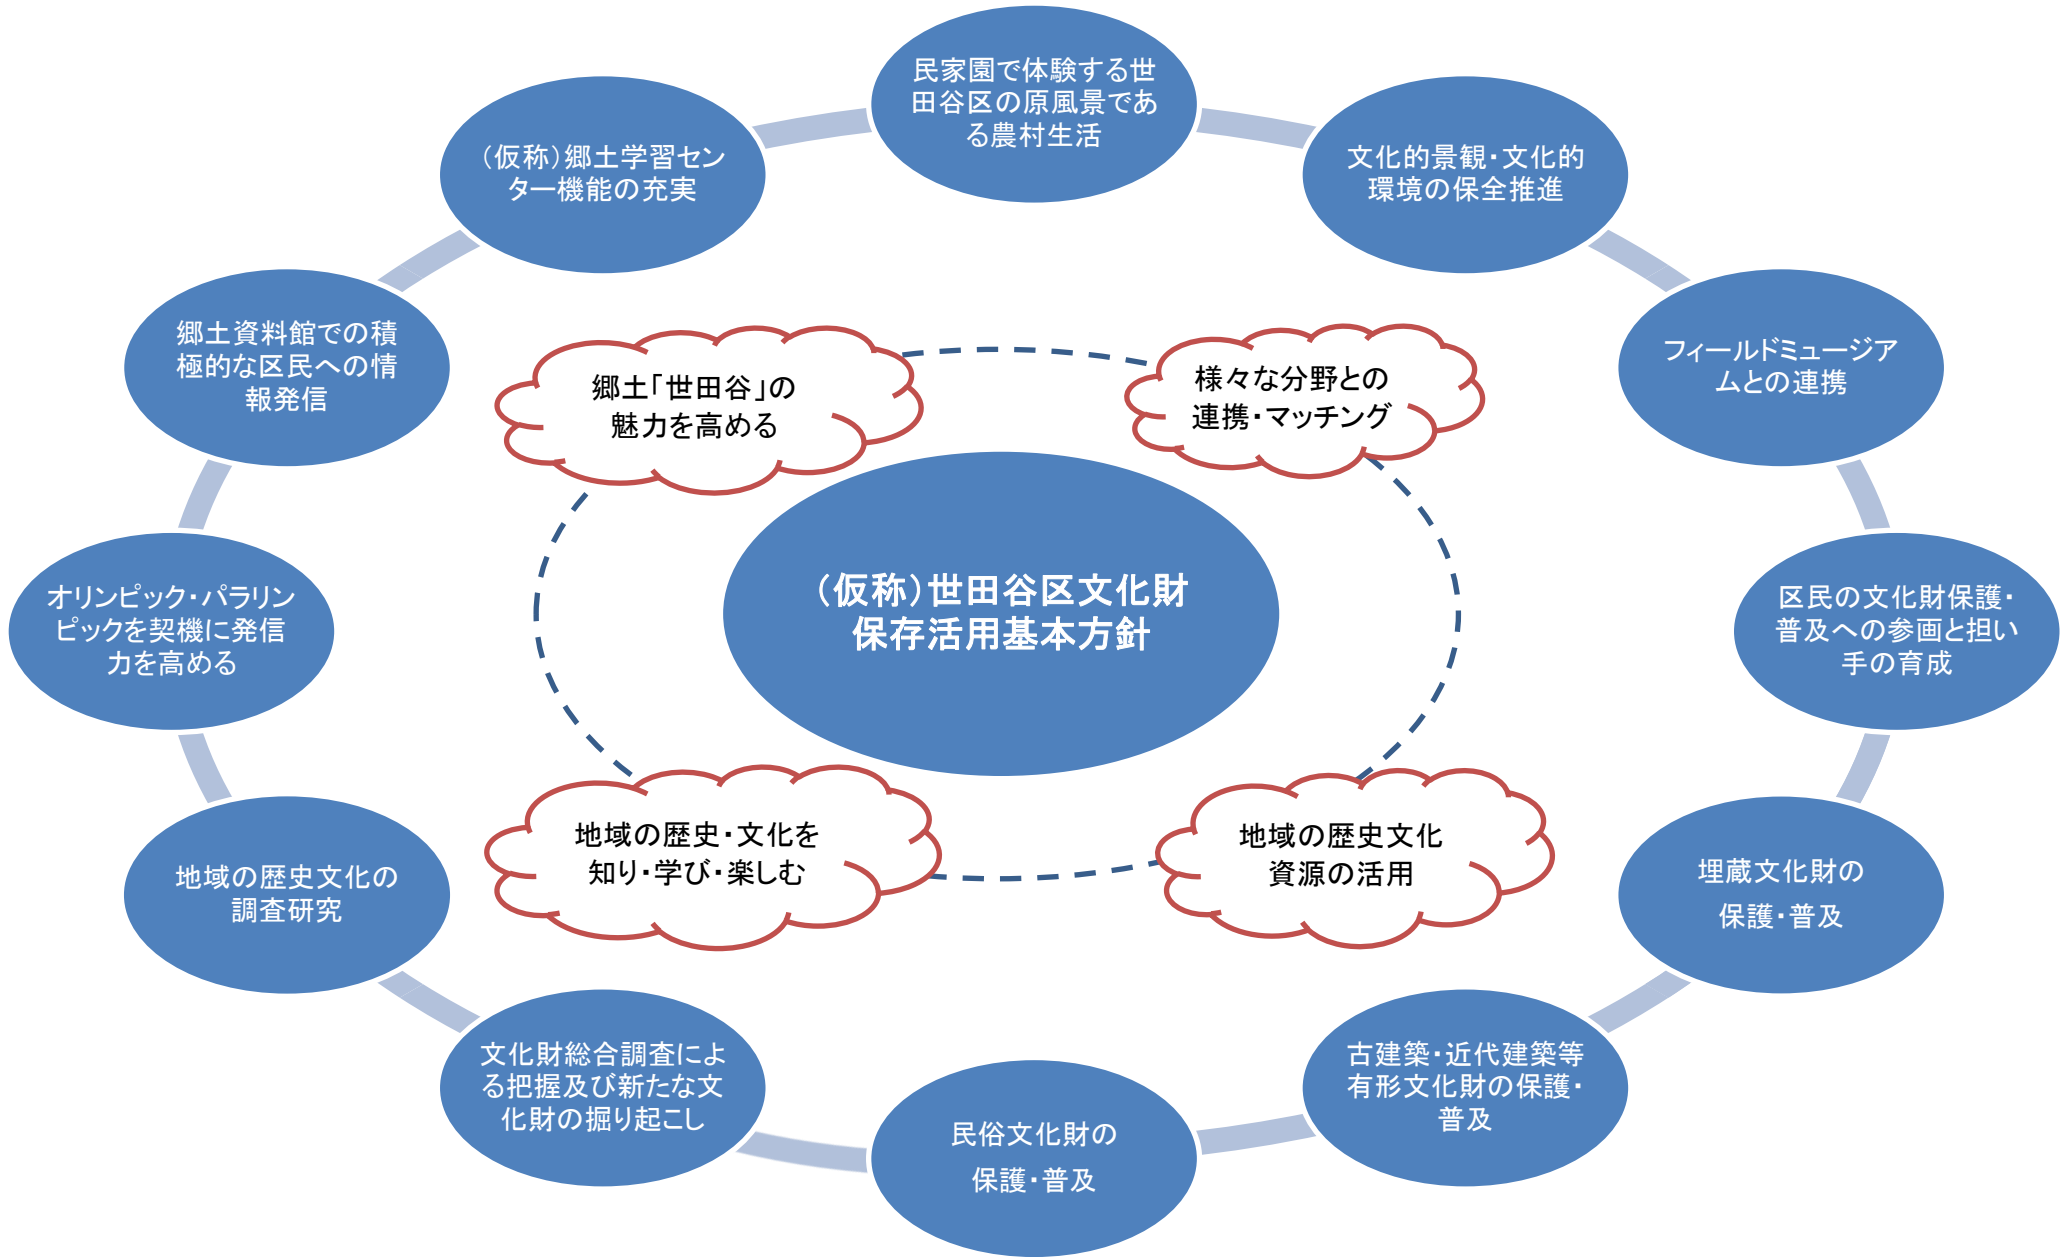 民家園で体験する世
田谷区の原風景であ
る農村生活
文化的景観・文化的
環境の保全推進
フィールドミュージア
ムとの連携
区民の文化財保護・
普及への参画と担い
手の育成
埋蔵文化財の
保護・普及
古建築・近代建築等
有形文化財の保護・
普及
民俗文化財の
保護・普及
文化財総合調査によ
る把握及び新たな文
化財の掘り起こし
地域の歴史文化の
調査研究
オリンピック・パラリン
ピックを契機に発信
力を高める
郷土資料館での積
極的な区民への情
報発信
（仮称）郷土学習セン
ター機能の充実
郷土「世田谷」の
魅力を高める
様々な分野との
連携・マッチング
（仮称）世田谷区文化財
保存活用基本方針
地域の歴史・文化を
知り・学び・楽しむ
地域の歴史文化
資源の活用